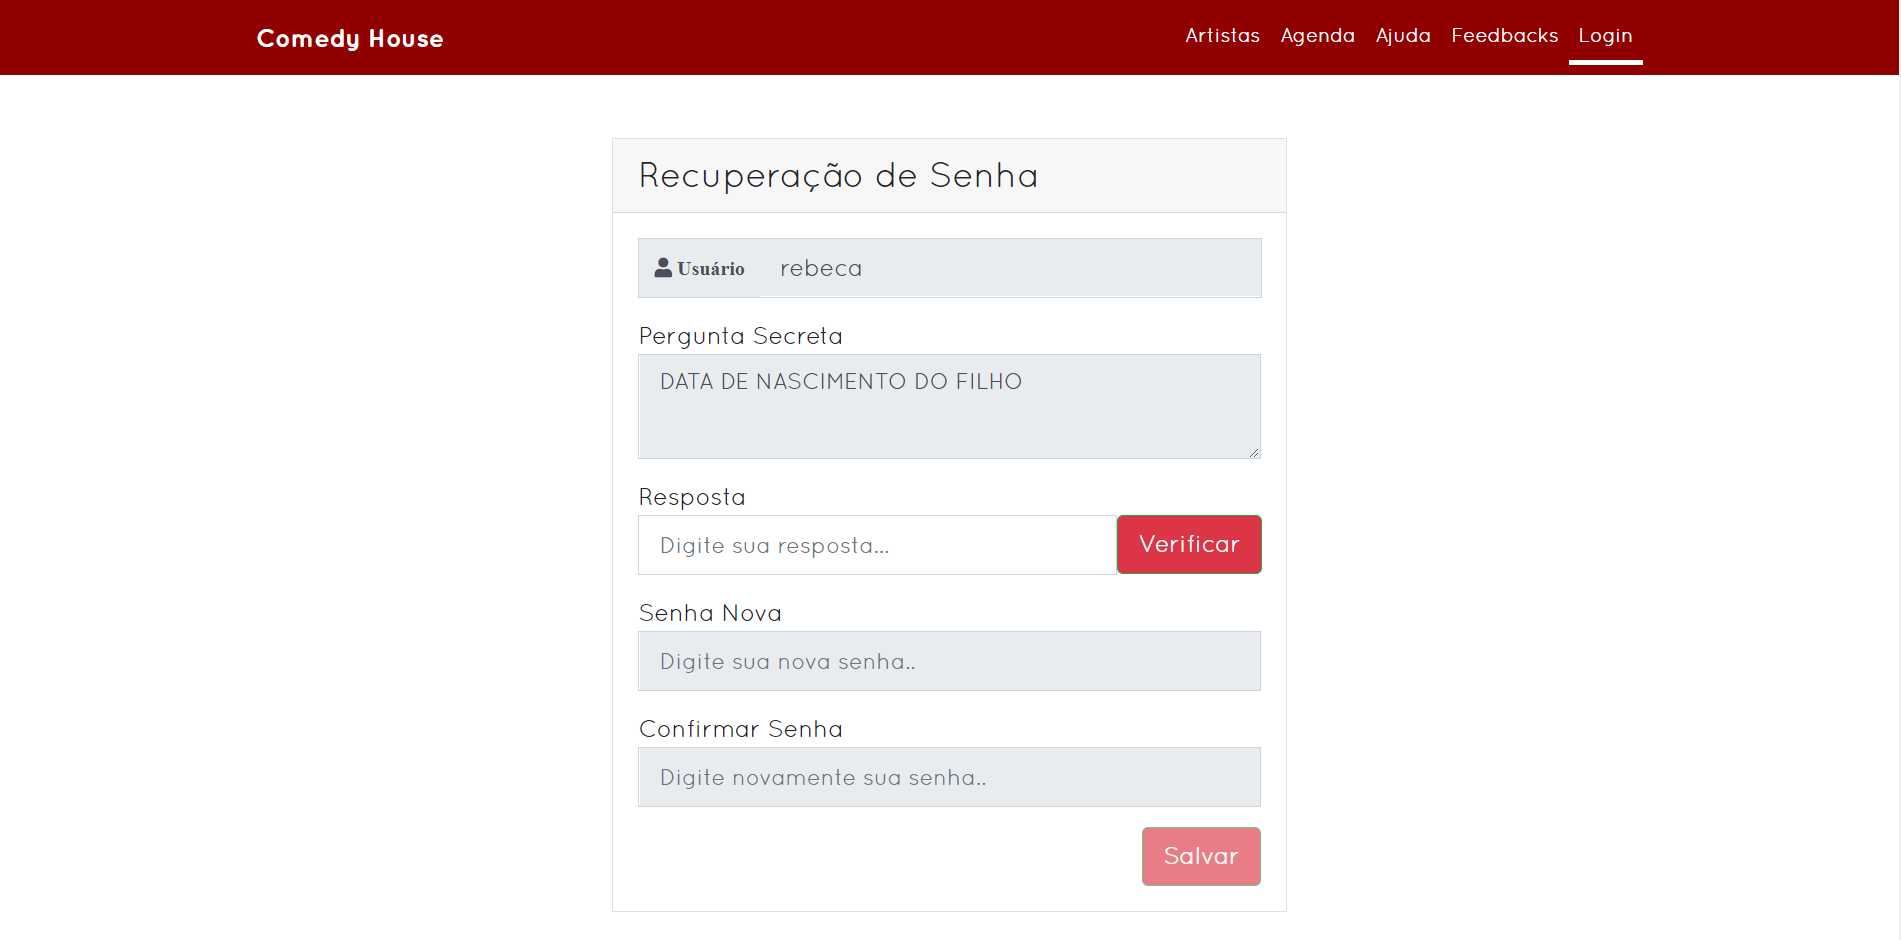 Comedy House
Artistas Agenda Ajuda Feedbacks Login
Recuperação de Senha
Usuário rebeca
Pergunta Secreta
DATA DE NASCIMENTO DO FILHO
Resposta
Digite sua resposta... Verificar
Senha Nova
Digite sua nova senha..
Confirmar Senha
Digite novamente sua senha..
Salvar